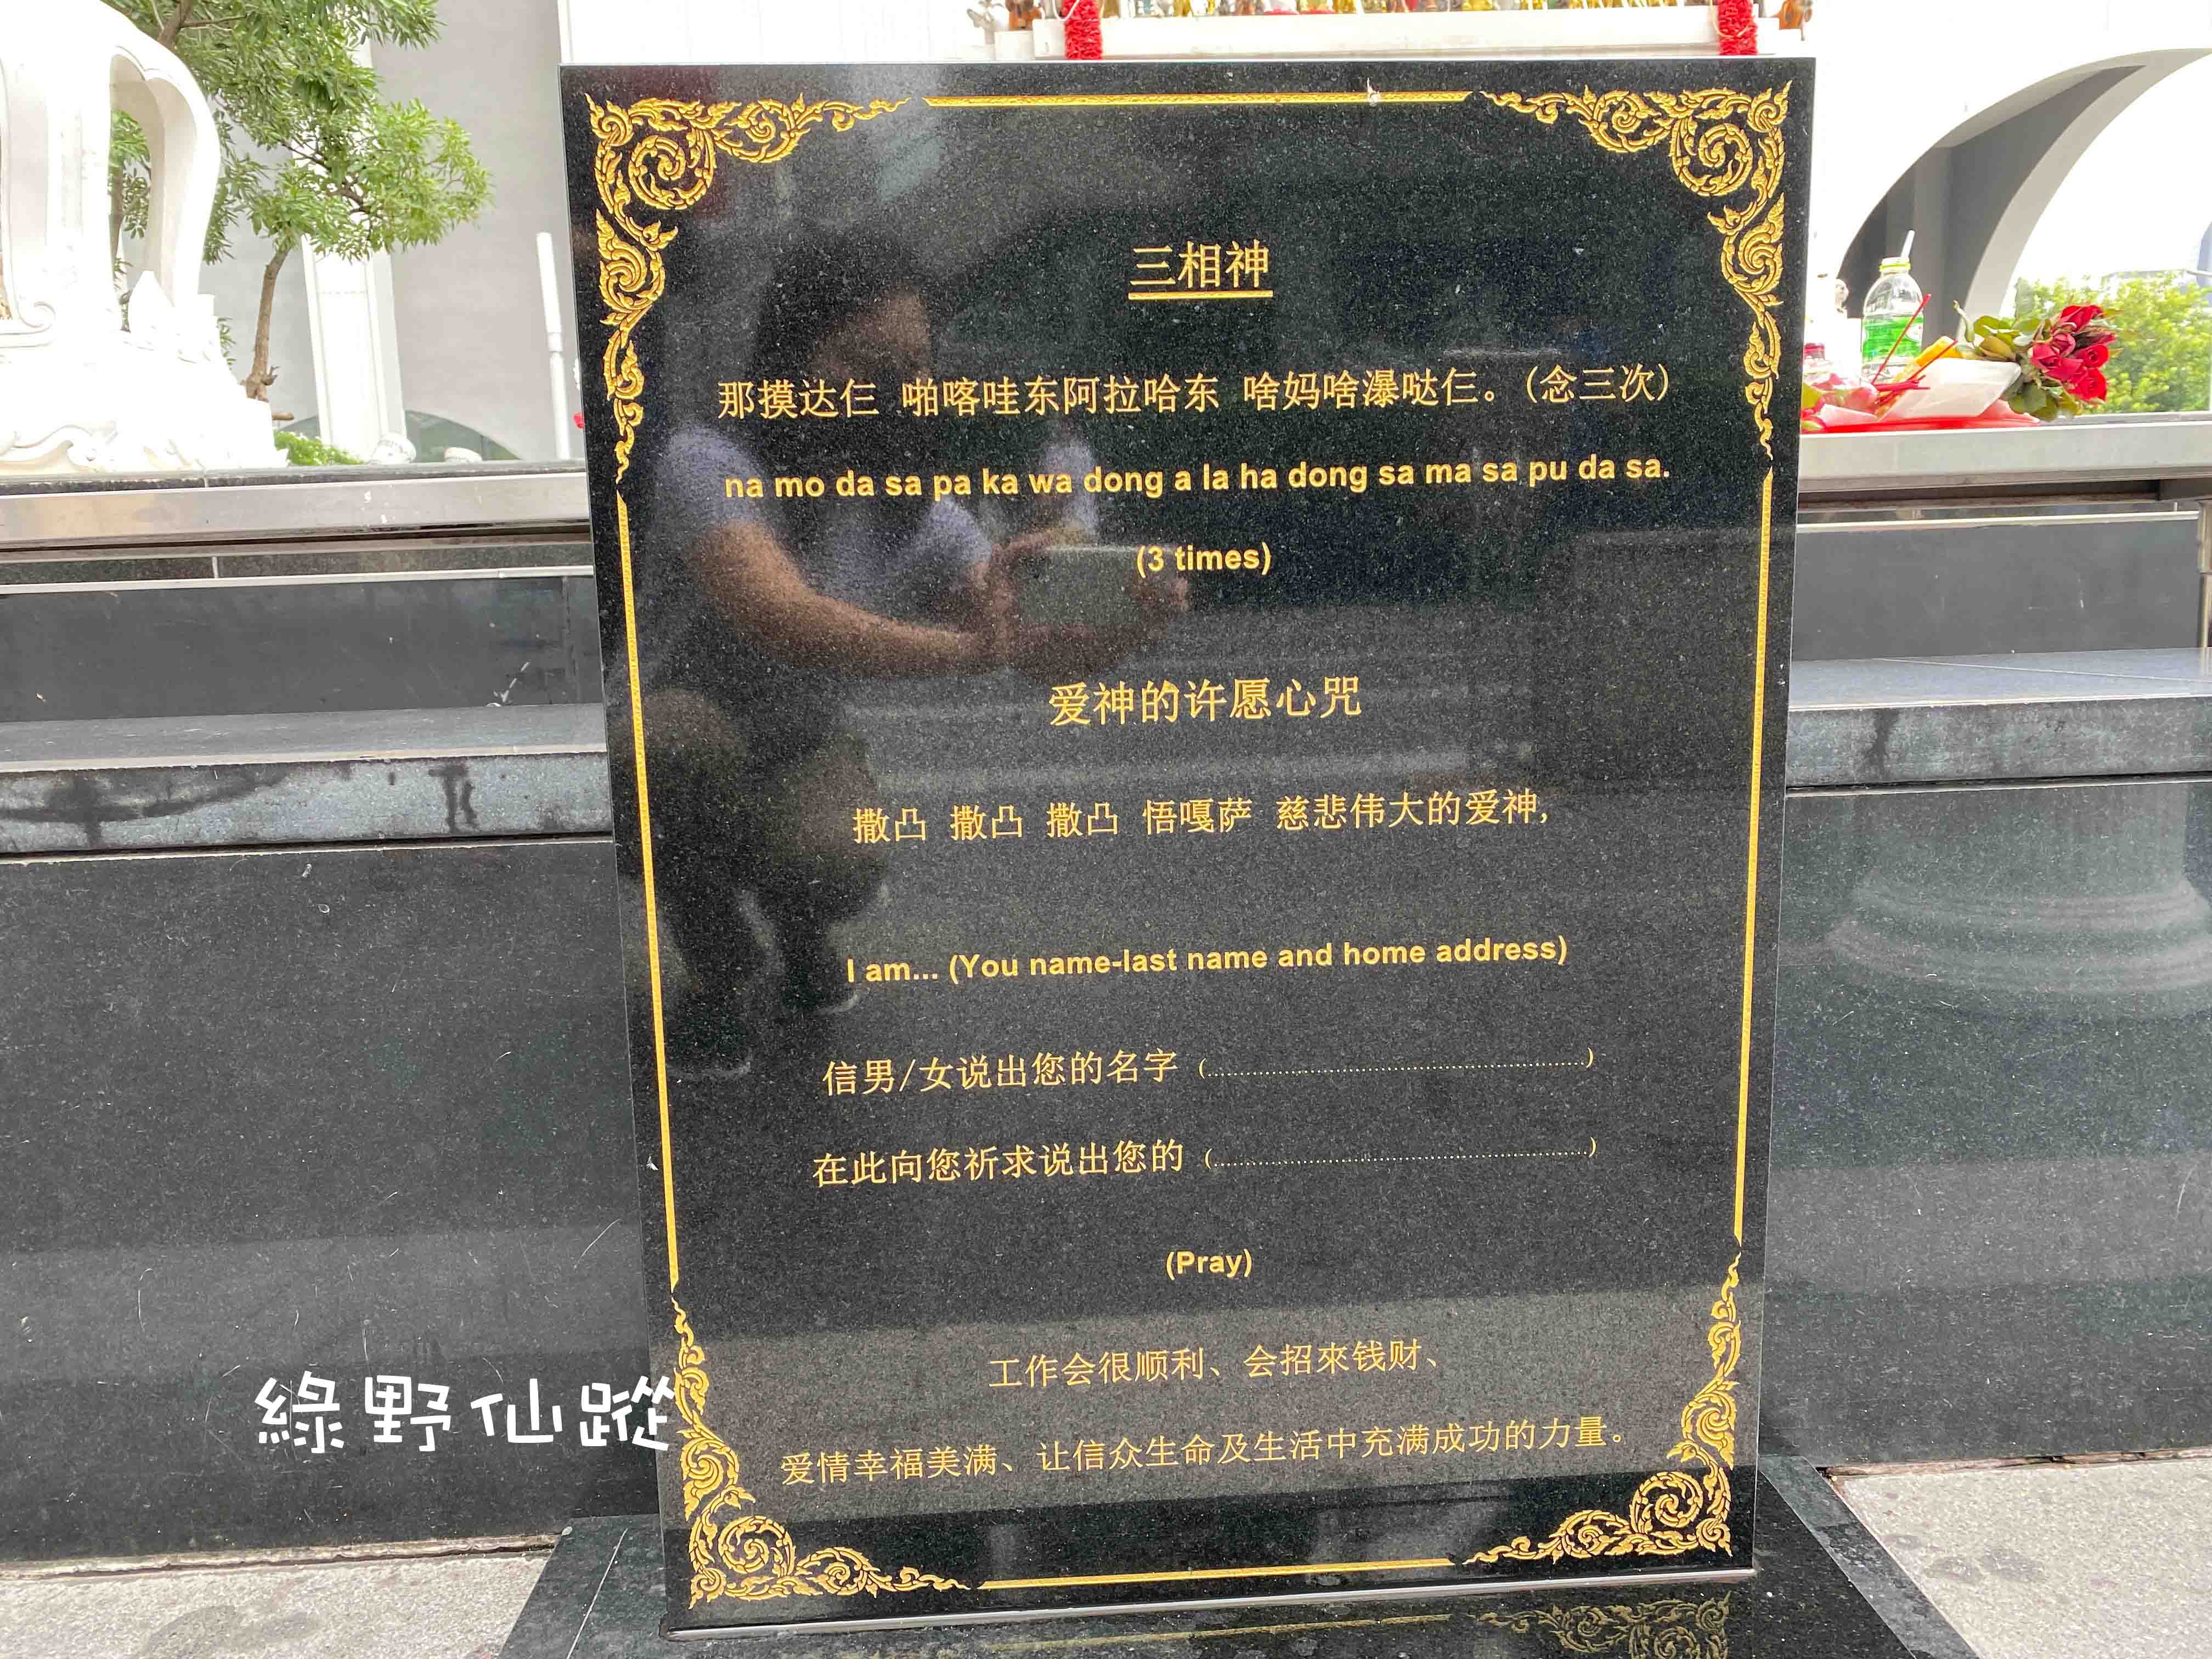 三相神
那摸达仨 啪喀哇东阿拉哈东 啥妈啥瀑哒仨。(念三次)
na mo da sa pa ka wa dong a la ha dong sa ma sa pu da sa.
(3 times)
爱神的许愿心咒
撒凸 撒凸 撒凸 悟嘎萨 慈悲伟大的爱神,
I am... (You name-last name and home address)
信男/女说出您的名字 (....................................................)
在此向您祈求说出您的 (....................................................)
(Pray)
工作会很顺利、会招來钱财、
爱情幸福美满、让信众生命及生活中充满成功的力量。
綠野仙蹤